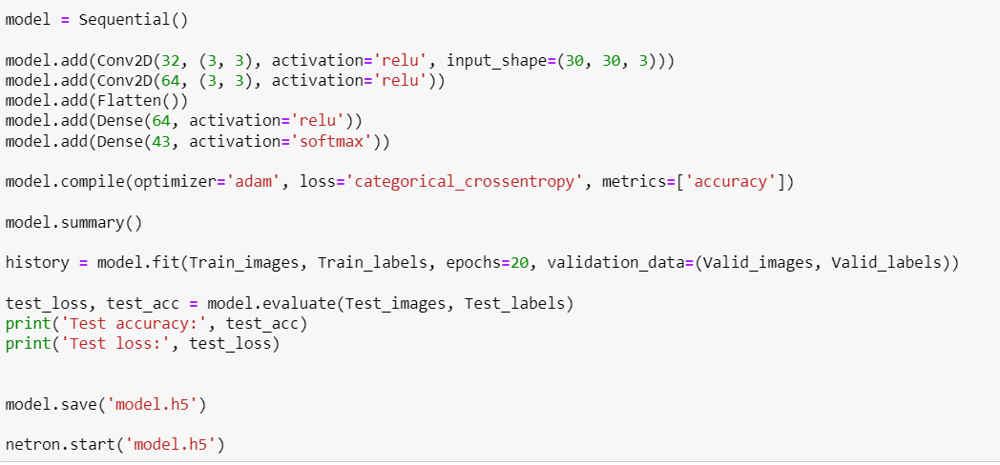 model = Sequential()
model.add(Conv2D(32, (3, 3), activation='relu', input_shape=(30, 30, 3)))
model.add(Conv2D(64, (3, 3), activation='relu'))
model.add(Flatten())
model.add(Dense(64, activation='relu'))
model.add(Dense(43, activation='softmax'))
model.compile(optimizer='adam', loss='categorical_crossentropy', metrics=['accuracy'])
model.summary()
history = model.fit(Train_images, Train_labels, epochs=20, validation_data=(Valid_images, Valid_labels))
test_loss, test_acc = model.evaluate(Test_images, Test_labels)
print('Test accuracy:', test_acc)
print('Test loss:', test_loss)
model.save('model.h5')
netron.start('model.h5')